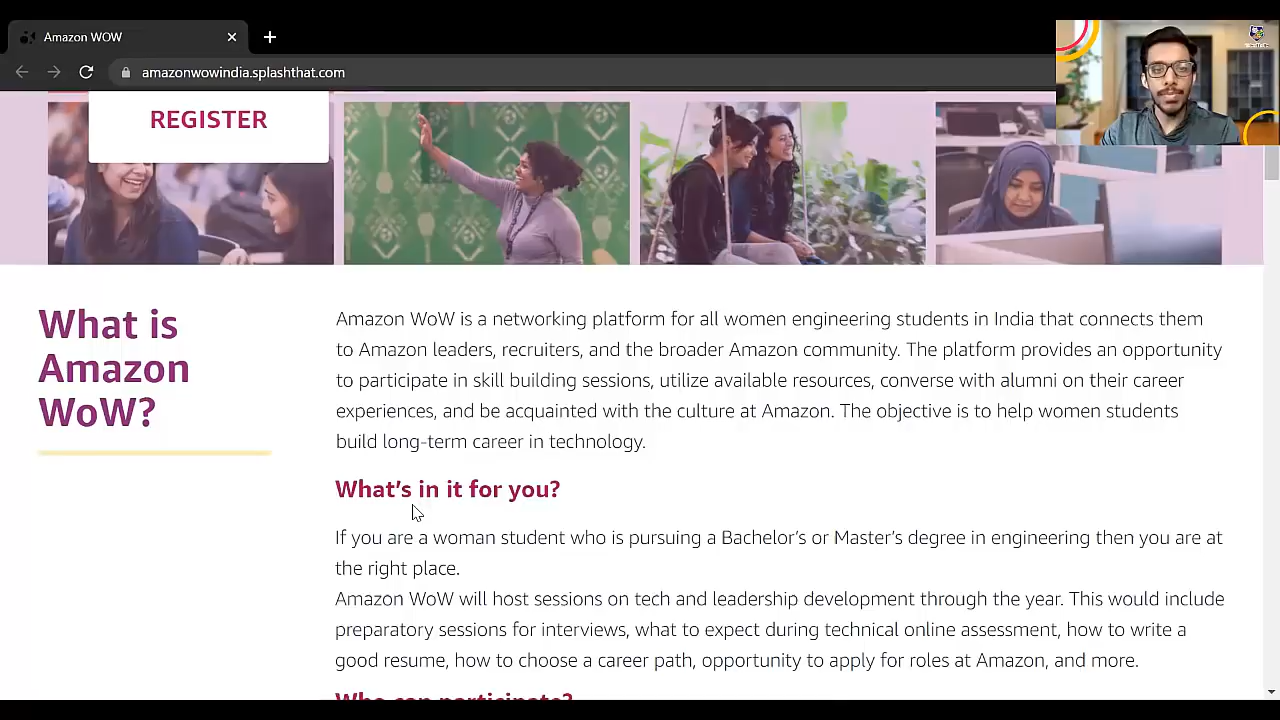 Amazon WOW
amazonwowindia.splashthat.com
REGISTER
What is
Amazon
WoW?
Amazon WoW is a networking platform for all women engineering students in India that connects them
to Amazon leaders, recruiters, and the broader Amazon community. The platform provides an opportunity
to participate in skill building sessions, utilize available resources, converse with alumni on their career
experiences, and be acquainted with the culture at Amazon. The objective is to help women students
build long-term career in technology.
What's in it for you?
If you are a woman student who is pursuing a Bachelor's or Master's degree in engineering then you are at
the right place.
Amazon WoW will host sessions on tech and leadership development through the year. This would include
preparatory sessions for interviews, what to expect during technical online assessment, how to write a
good resume, how to choose a career path, opportunity to apply for roles at Amazon, and more.
Who can participate?